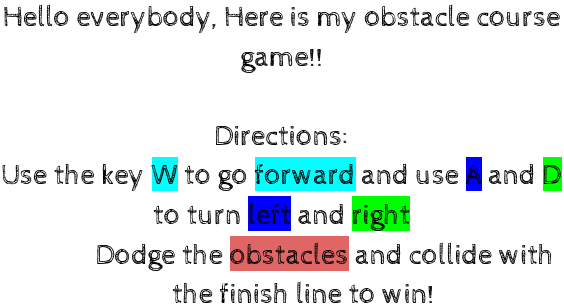 Hello everybody, Here is my obstacle course
game!!
Directions:
Use the key W to go forward and use A and D
to turn left and right
Dodge the obstacles and collide with
the finish line to win!